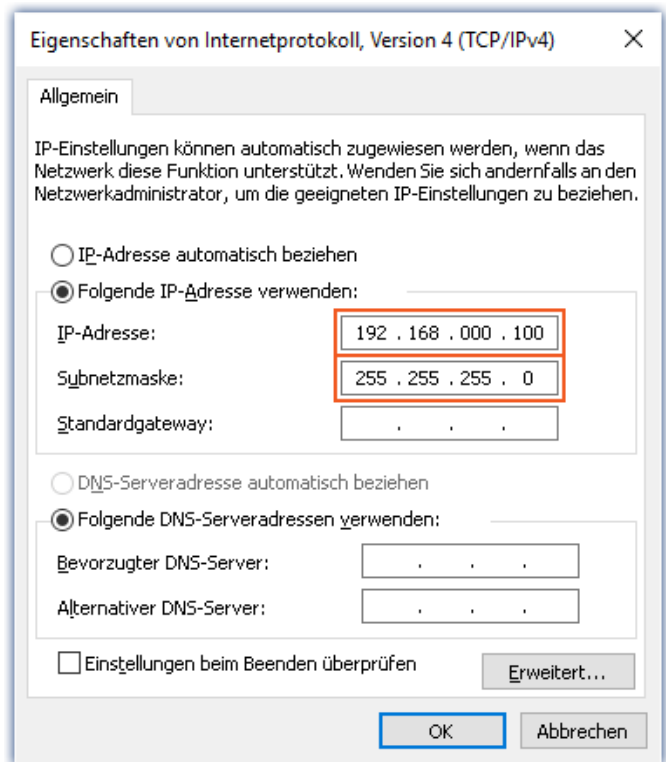 Eigenschaften von Internetprotokoll, Version 4 (TCP/IPv4)
Allgemein
IP-Einstellungen können automatisch zugewiesen werden, wenn das
Netzwerk diese Funktion unterstützt. Wenden Sie sich andernfalls an den
Netzwerkadministrator, um die geeigneten IP-Einstellungen zu beziehen.
IP-Adresse automatisch beziehen
Folgende IP-Adresse verwenden:
IP-Adresse: 192 . 168 . 000 . 100
Subnetzmaske: 255 . 255 . 255 . 0
Standardgateway: . . .
DNS-Serveradresse automatisch beziehen
Folgende DNS-Serveradressen verwenden:
Bevorzugter DNS-Server: . . .
Alternativer DNS-Server: . . .
Einstellungen beim Beenden überprüfen
Erweitert...
OK Abbrechen